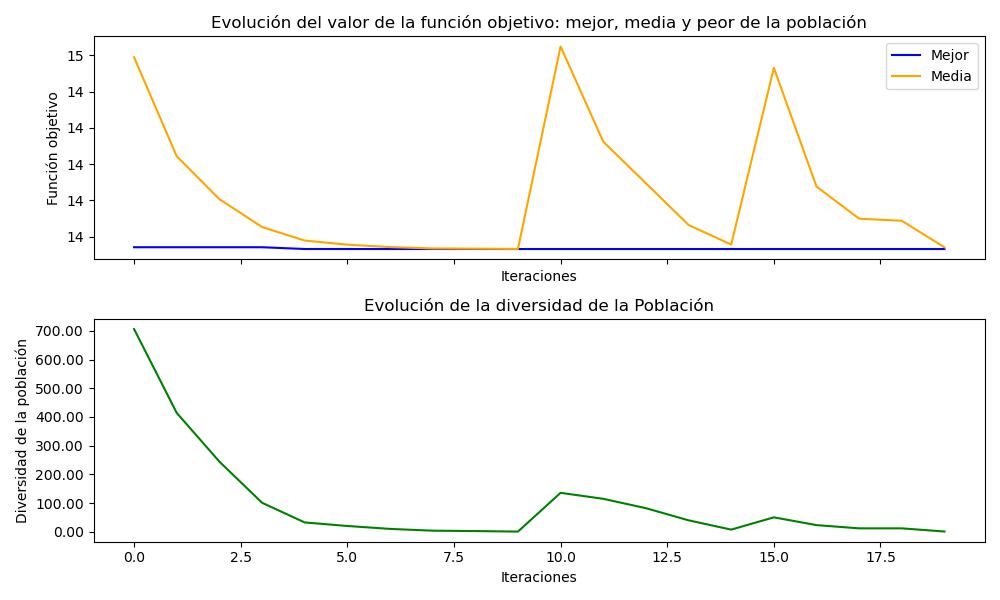 Evolución del valor de la función objetivo: mejor, media y peor de la población
Mejor
Media
Función objetivo
15
14
14
14
14
14
Iteraciones
Evolución de la diversidad de la Población
Diversidad de la población
700.00
600.00
500.00
400.00
300.00
200.00
100.00
0.00
0.0 2.5 5.0 7.5 10.0 12.5 15.0 17.5
Iteraciones